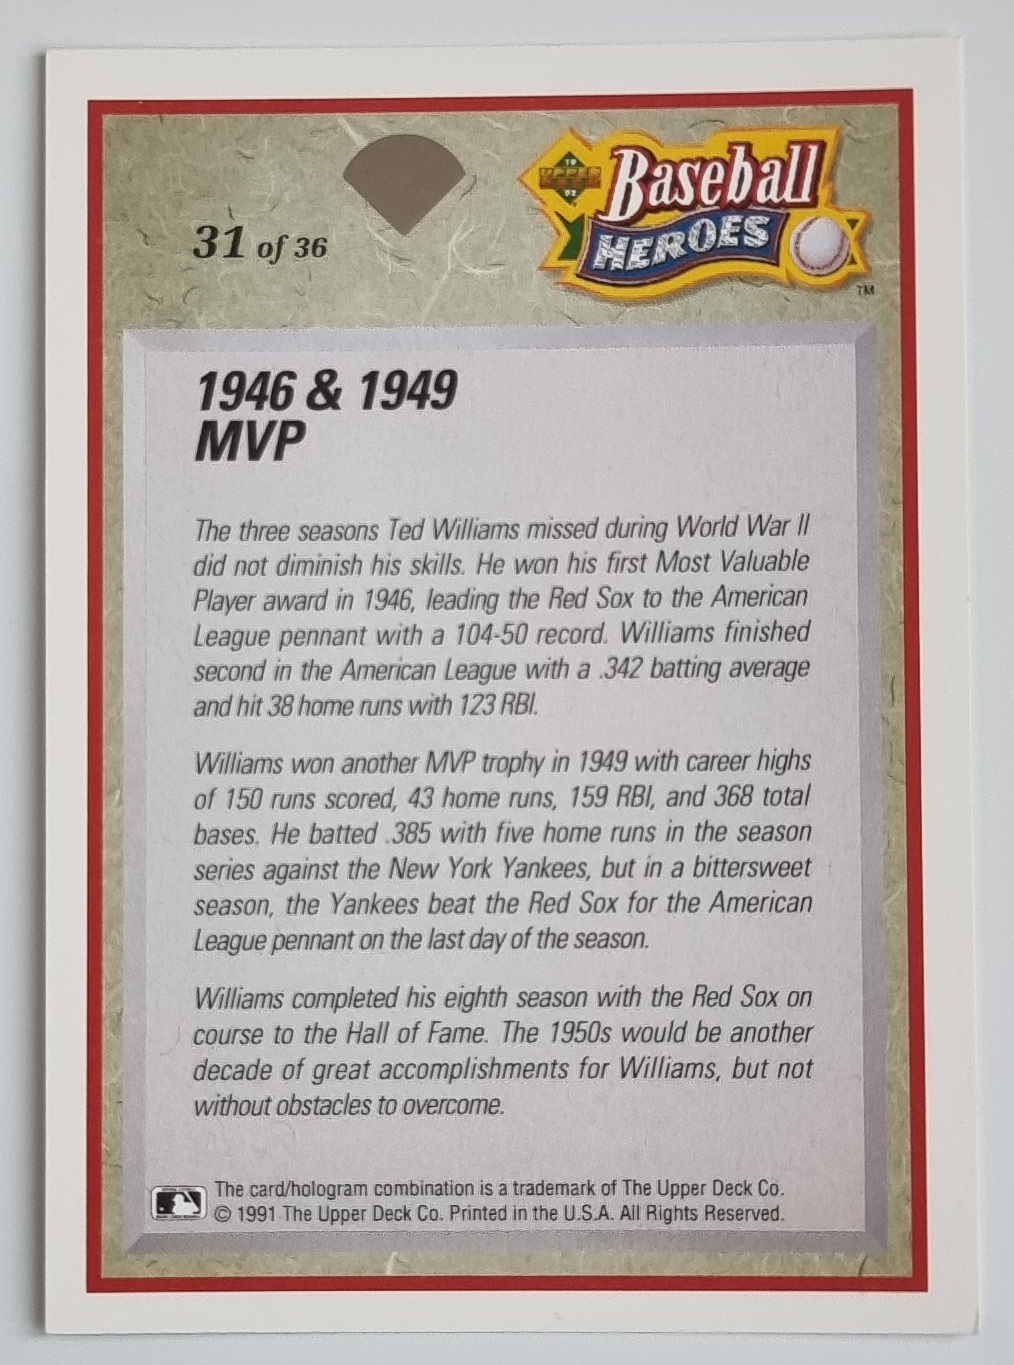 31 of 36
19 UPPER 92
Baseball
HEROES
TM
1946 & 1949
MVP
The three seasons Ted Williams missed during World War II
did not diminish his skills. He won his first Most Valuable
Player award in 1946, leading the Red Sox to the American
League pennant with a 104-50 record. Williams finished
second in the American League with a .342 batting average
and hit 38 home runs with 123 RBI.
Williams won another MVP trophy in 1949 with career highs
of 150 runs scored, 43 home runs, 159 RBI, and 368 total
bases. He batted .385 with five home runs in the season
series against the New York Yankees, but in a bittersweet
season, the Yankees beat the Red Sox for the American
League pennant on the last day of the season.
Williams completed his eighth season with the Red Sox on
course to the Hall of Fame. The 1950s would be another
decade of great accomplishments for Williams, but not
without obstacles to overcome.
The card/hologram combination is a trademark of The Upper Deck Co.
© 1991 The Upper Deck Co. Printed in the U.S.A. All Rights Reserved.